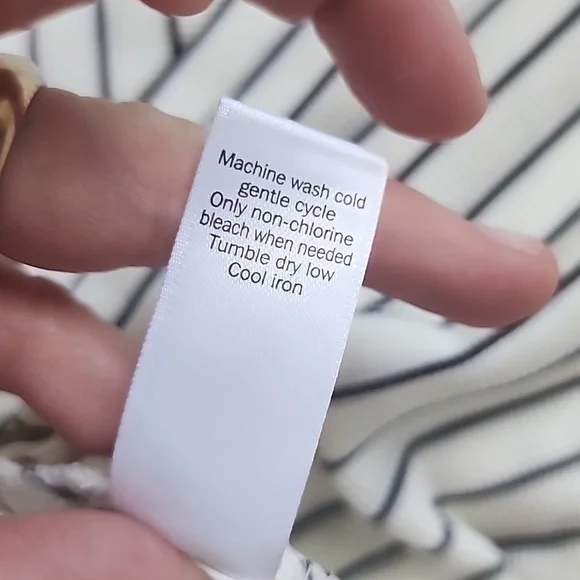 Machine wash cold
gentle cycle
Only non-chlorine
bleach when needed
Tumble dry low
Cool iron